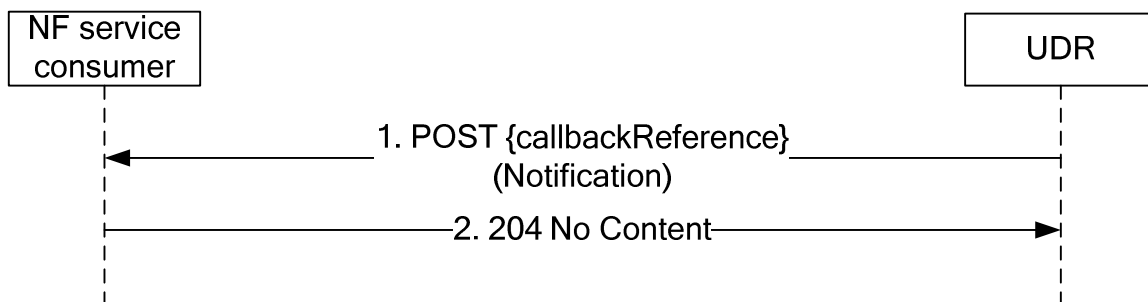 NF service
consumer
UDR
1. POST {callbackReference}
(Notification)
2. 204 No Content